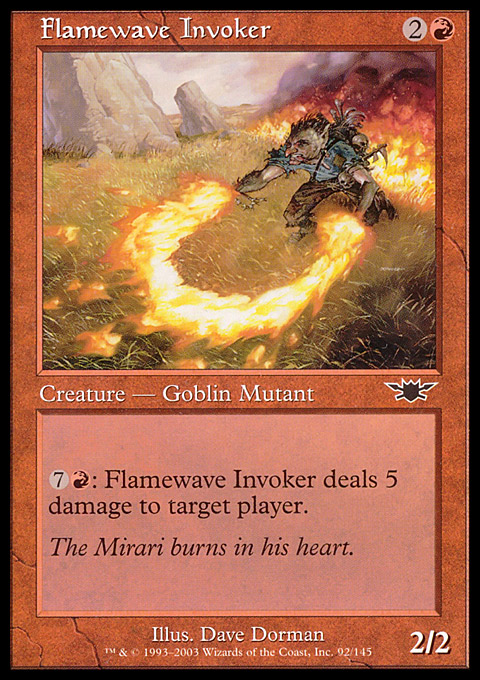 Flamewave Invoker 2
Creature — Goblin Mutant
7: Flamewave Invoker deals 5
damage to target player.
The Mirari burns in his heart.
Illus. Dave Dorman
™ & © 1993-2003 Wizards of the Coast, Inc. 92/145
2/2